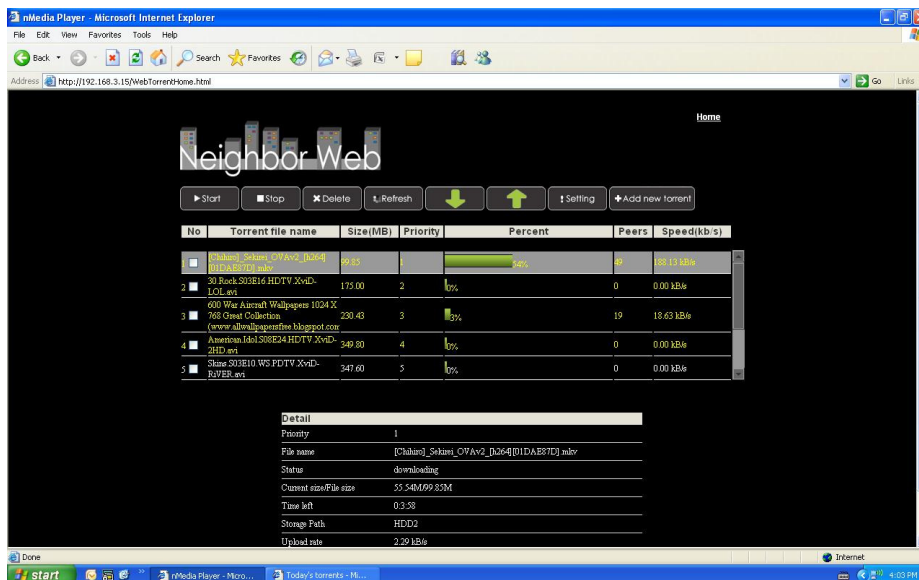 nMedia Player - Microsoft Internet Explorer
File Edit View Favorites Tools Help
Back Search Favorites
Address http://192.168.3.15/WebTorrentHome.html Go Links
Home
Neighbor Web
Start Stop Delete Refresh Setting Add new torrent
No Torrent file name Size(MB) Priority Percent Peers Speed(kb/s)
1 [Chihiro]_Sekirei_OVAv2_[h264] [01DAE87D].mkv 99.85 1 54% 49 188.13 kB/s
2 30.Rock.S03E16.HDTV.XviD-LOL.avi 175.00 2 0% 0 0.00 kB/s
3 600 War Aircraft Wallpapers 1024 X 768 Great Collection (www.allwallpapersfree.blogspot.com 230.43 3 3% 19 18.63 kB/s
4 American.Idol.S08E24.HDTV.XviD-2HD.avi 349.80 4 0% 0 0.00 kB/s
5 Skins.S03E10.WS.PDTV.XviD-RiVER.avi 347.60 5 0% 0 0.00 kB/s
Detail
Priority 1
File name [Chihiro]_Sekirei_OVAv2_[h264][01DAE87D].mkv
Status downloading
Current size/File size 55.54M/99.85M
Time left 0:3:58
Storage Path HDD2
Upload rate 2.29 kB/s
Done Internet
start nMedia Player - Micro... Today's torrents - Mi... 4:03 PM